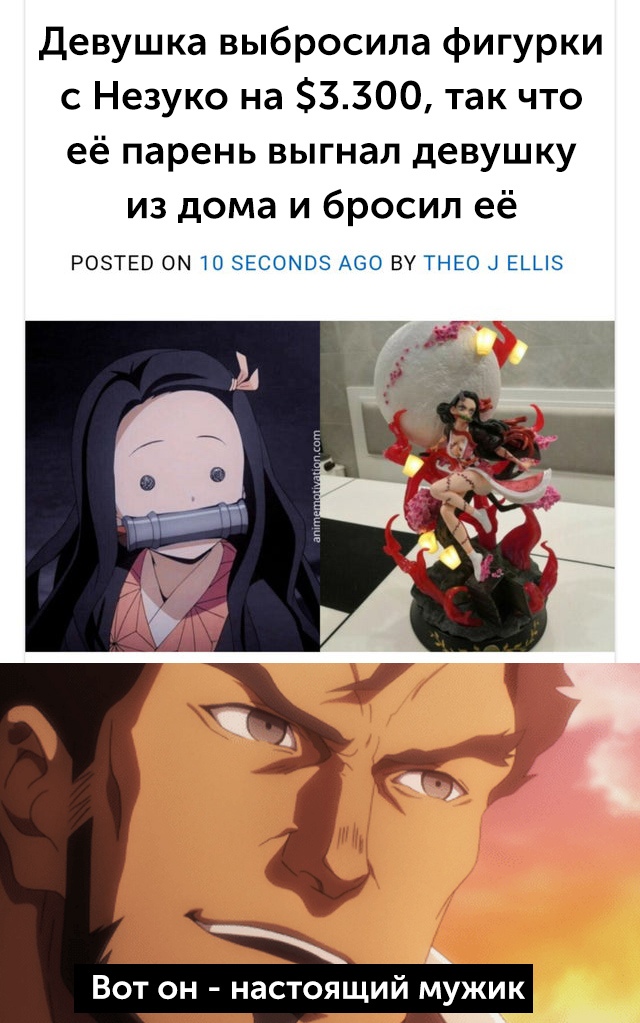 Девушка выбросила фигурки
с Незуко на $3.300, так что
её парень выгнал девушку
из дома и бросил её
POSTED ON 10 SECONDS AGO BY THEO J ELLIS
animemotivation.com
Вот он - настоящий мужик